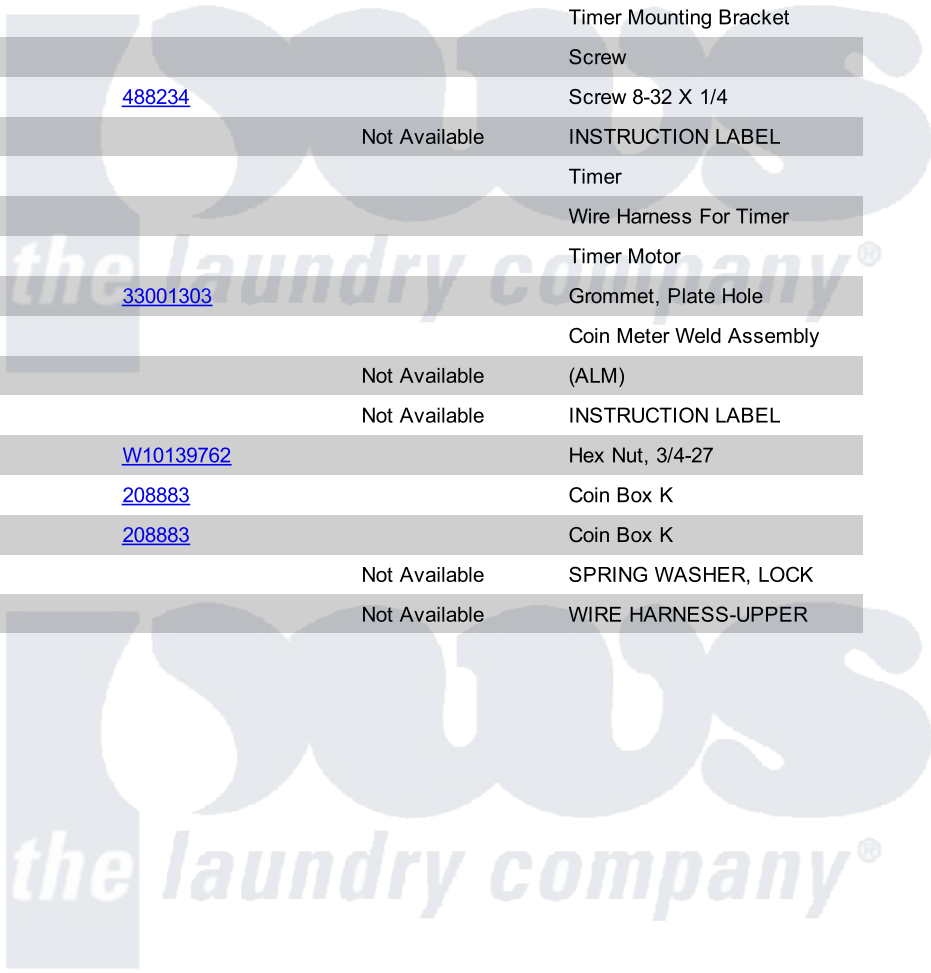 Timer Mounting Bracket
Screw
488234 Screw 8-32 X 1/4
Not Available INSTRUCTION LABEL
Timer
Wire Harness For Timer
Timer Motor
33001303 Grommet, Plate Hole
Coin Meter Weld Assembly
Not Available (ALM)
Not Available INSTRUCTION LABEL
W10139762 Hex Nut, 3/4-27
208883 Coin Box K
208883 Coin Box K
Not Available SPRING WASHER, LOCK
Not Available WIRE HARNESS-UPPER
pws
the laundry company®
pws
the laundry company®